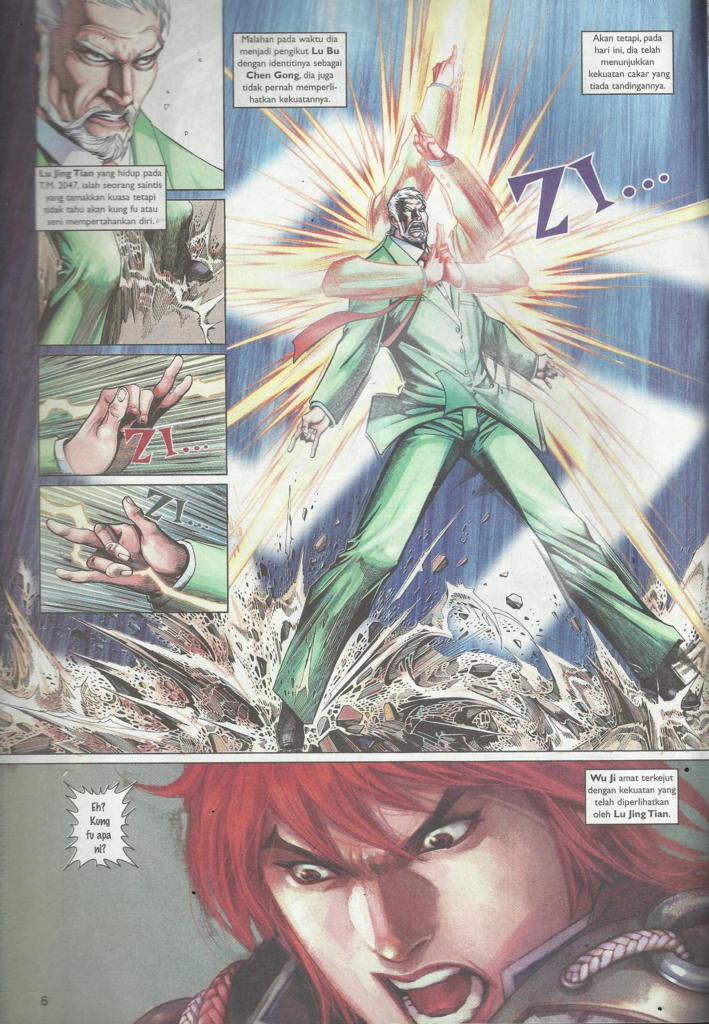 Lu Jing Tian yang hidup pada
T.M. 2047, ialah seorang saintis
yang tamakkan kuasa tetapi
tidak tahu akan kung fu atau
seni mempertahankan diri.
Malahan pada waktu dia
menjadi pengikut Lu Bu
dengan identitinya sebagai
Chen Gong, dia juga
tidak pernah memperli-
hatkan kekuatannya.
Akan tetapi, pada
hari ini, dia telah
menunjukkan
kekuatan cakar yang
tiada tandingannya.
ZI...
ZI...
ZI...
Eh?
Kung
fu apa
ni?
Wu Ji amat terkejut
dengan kekuatan yang
telah diperlihatkan
oleh Lu Jing Tian.
6